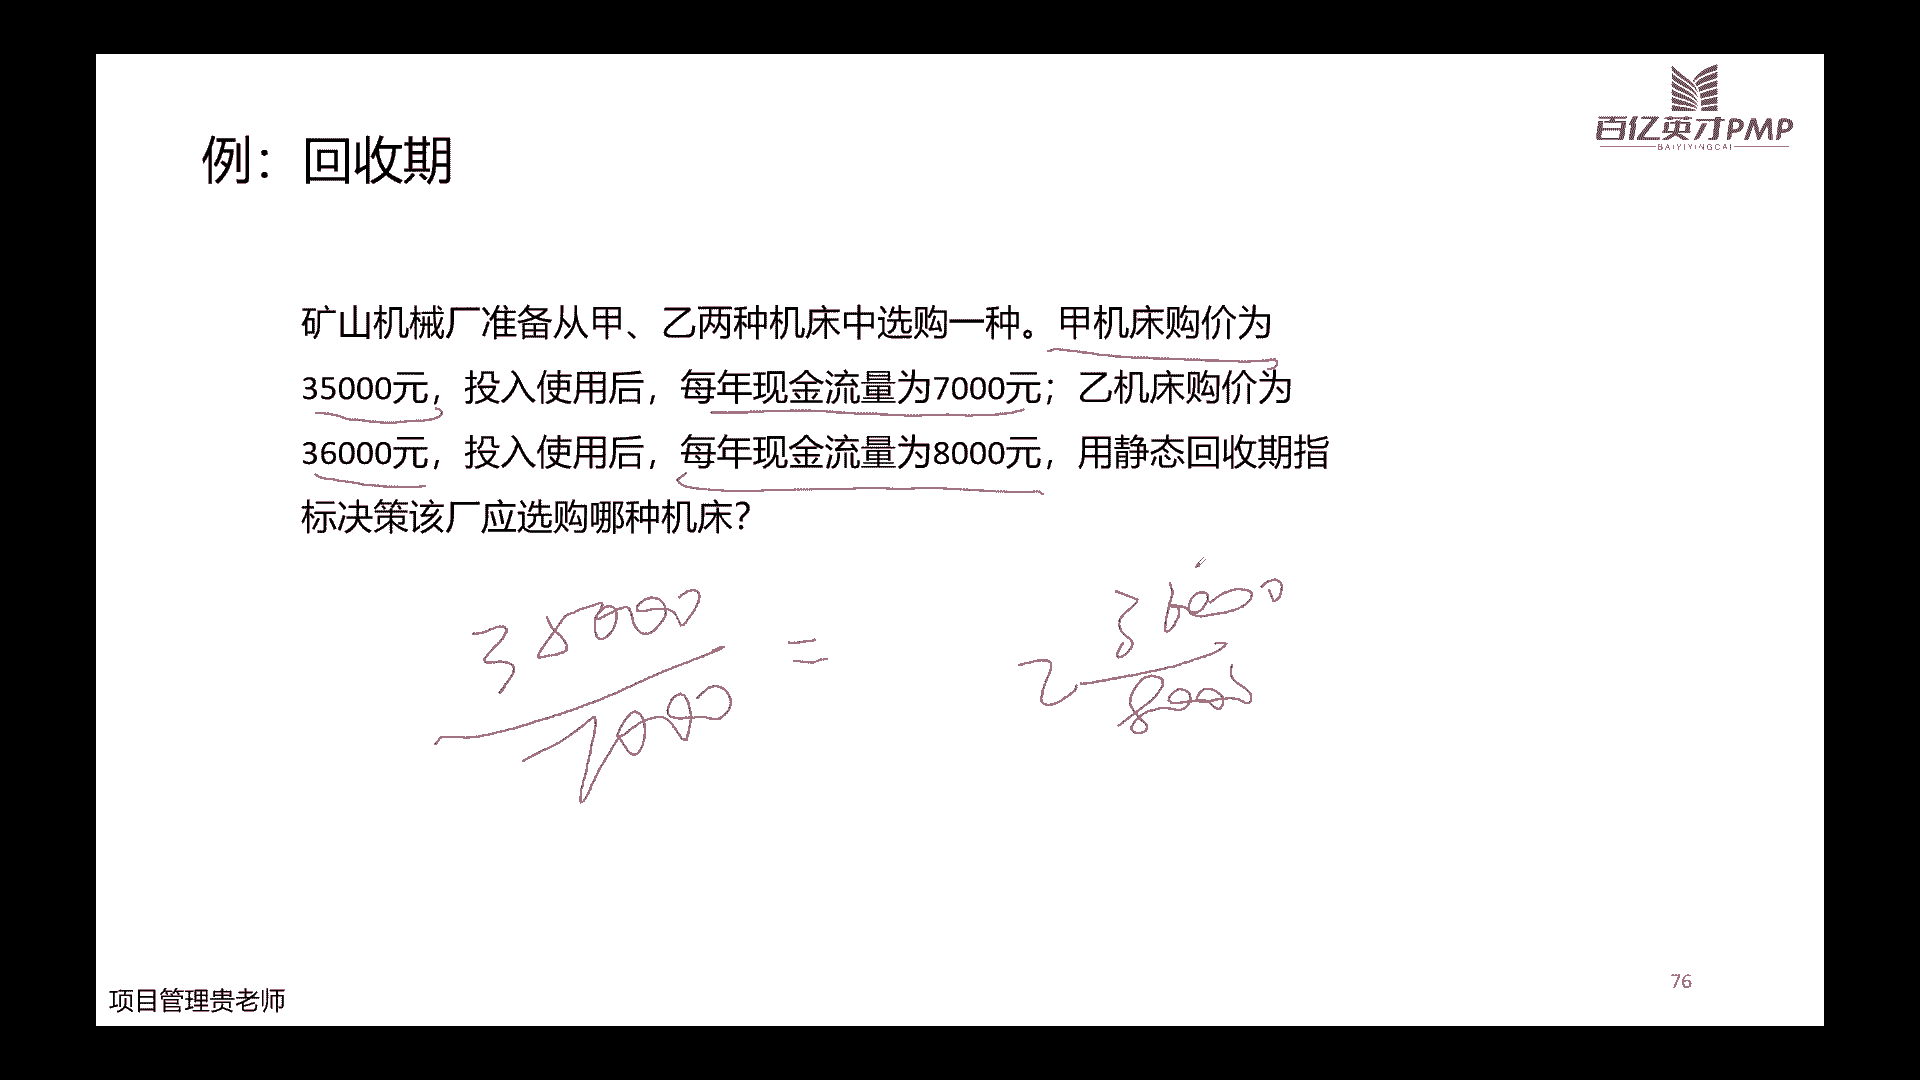 百亿英才PMP
BAIYIYINGCAI
例：回收期
矿山机械厂准备从甲、乙两种机床中选购一种。甲机床购价为
35000元，投入使用后，每年现金流量为7000元；乙机床购价为
36000元，投入使用后，每年现金流量为8000元，用静态回收期指
标决策该厂应选购哪种机床？
35000
7000
=
36000
8000
76
项目管理贵老师